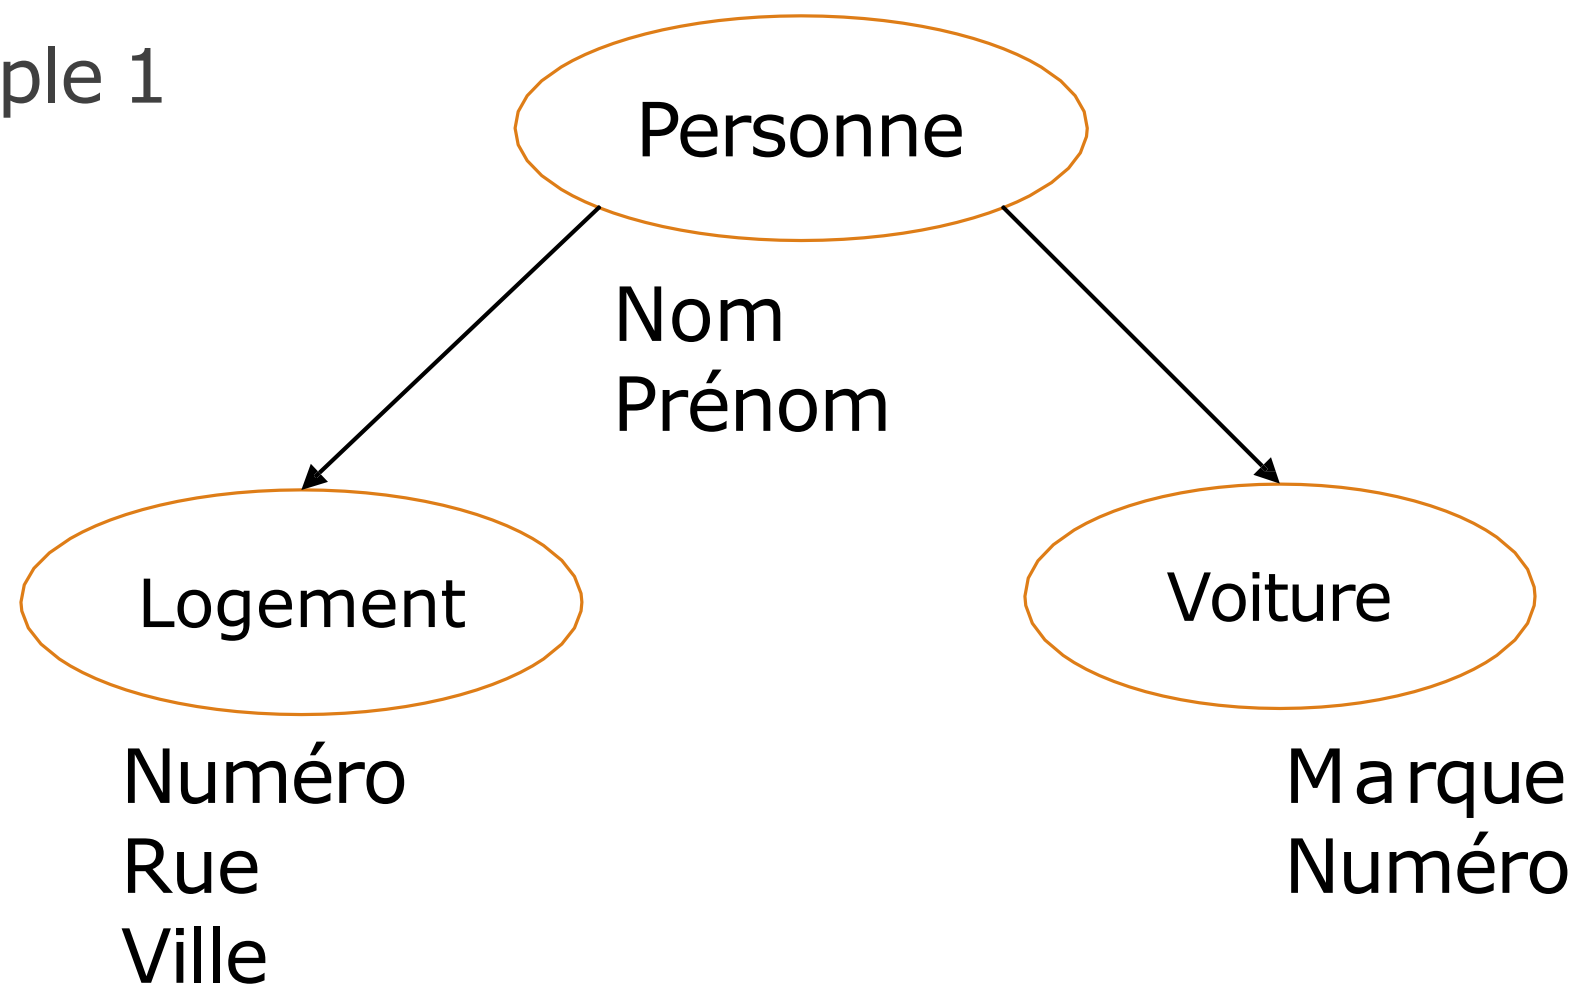 ple 1
Personne
Nom
Prénom
Logement
Voiture
Numéro
Rue
Ville
Marque
Numéro